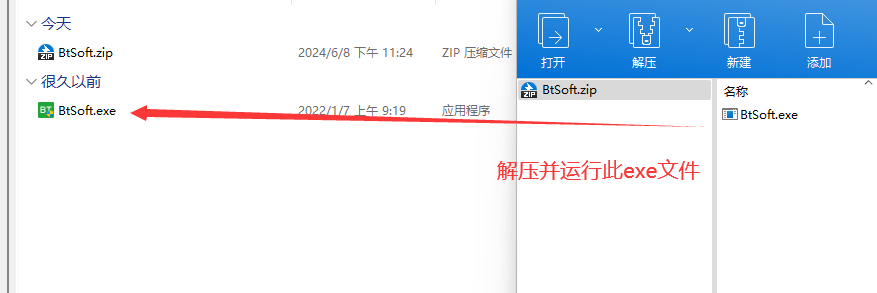 今天
BtSoft.zip 2024/6/8 下午 11:24 ZIP 压缩文件
很久以前
BtSoft.exe 2022/1/7 上午 9:19 应用程序
打开 解压 新建 添加
BtSoft.zip
名称
BtSoft.exe
解压并运行此exe文件